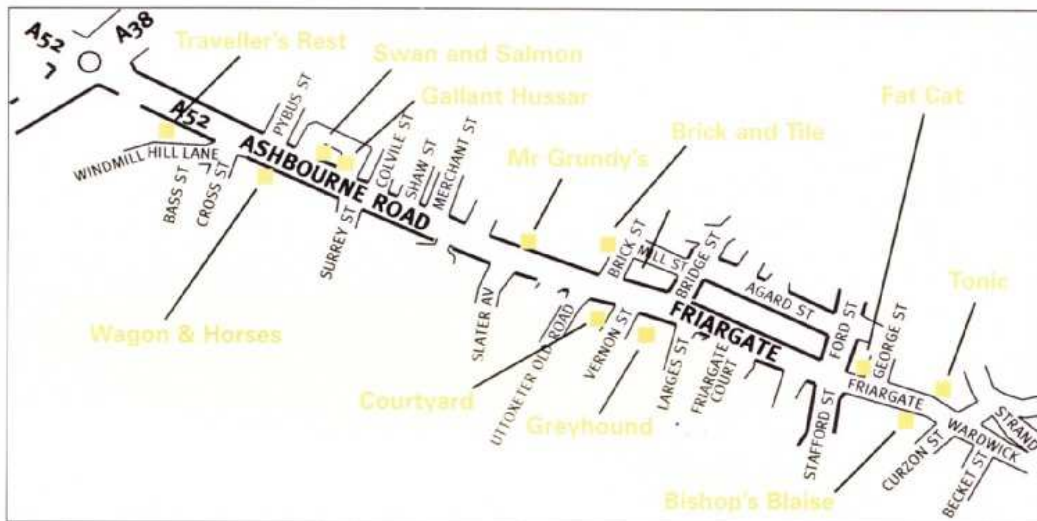 A52
A38
Traveller's Rest
Swan and Salmon
Gallant Hussar
Fat Cat
Brick and Tile
Mr Grundy's
A52
PYBUS ST
WINDMILL HILL LANE
ASHBOURNE ROAD
COLVILE ST
SHAW ST
MERCHANT ST
BASS ST
CROSS ST
SURREY ST
BRICK ST
MILL ST
BRIDGE ST
AGARD ST
Tonic
Wagon & Horses
SLATER AV
UTTOXETER OLD ROAD
VERNON ST
FRIARGATE
FORD ST
GEORGE ST
LARGES ST
FRIARGATE
COURT
FRIARGATE
Courtyard
Greyhound
STAFFORD ST
CURZON ST
WARDWICK
STRAND
BECKET ST
Bishop's Blaise